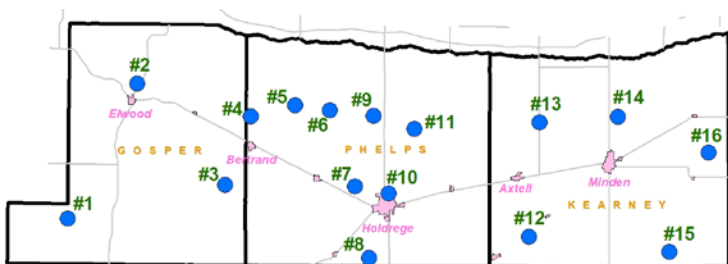 #2
#5
#9
#4
#6
#13
#14
Elwood
#11
GOSPER
Bertrand
PHELPS
#16
#3
#7
#10
Axtell
Minden
#1
KEARNEY
Holdrege
#12
#8
#15